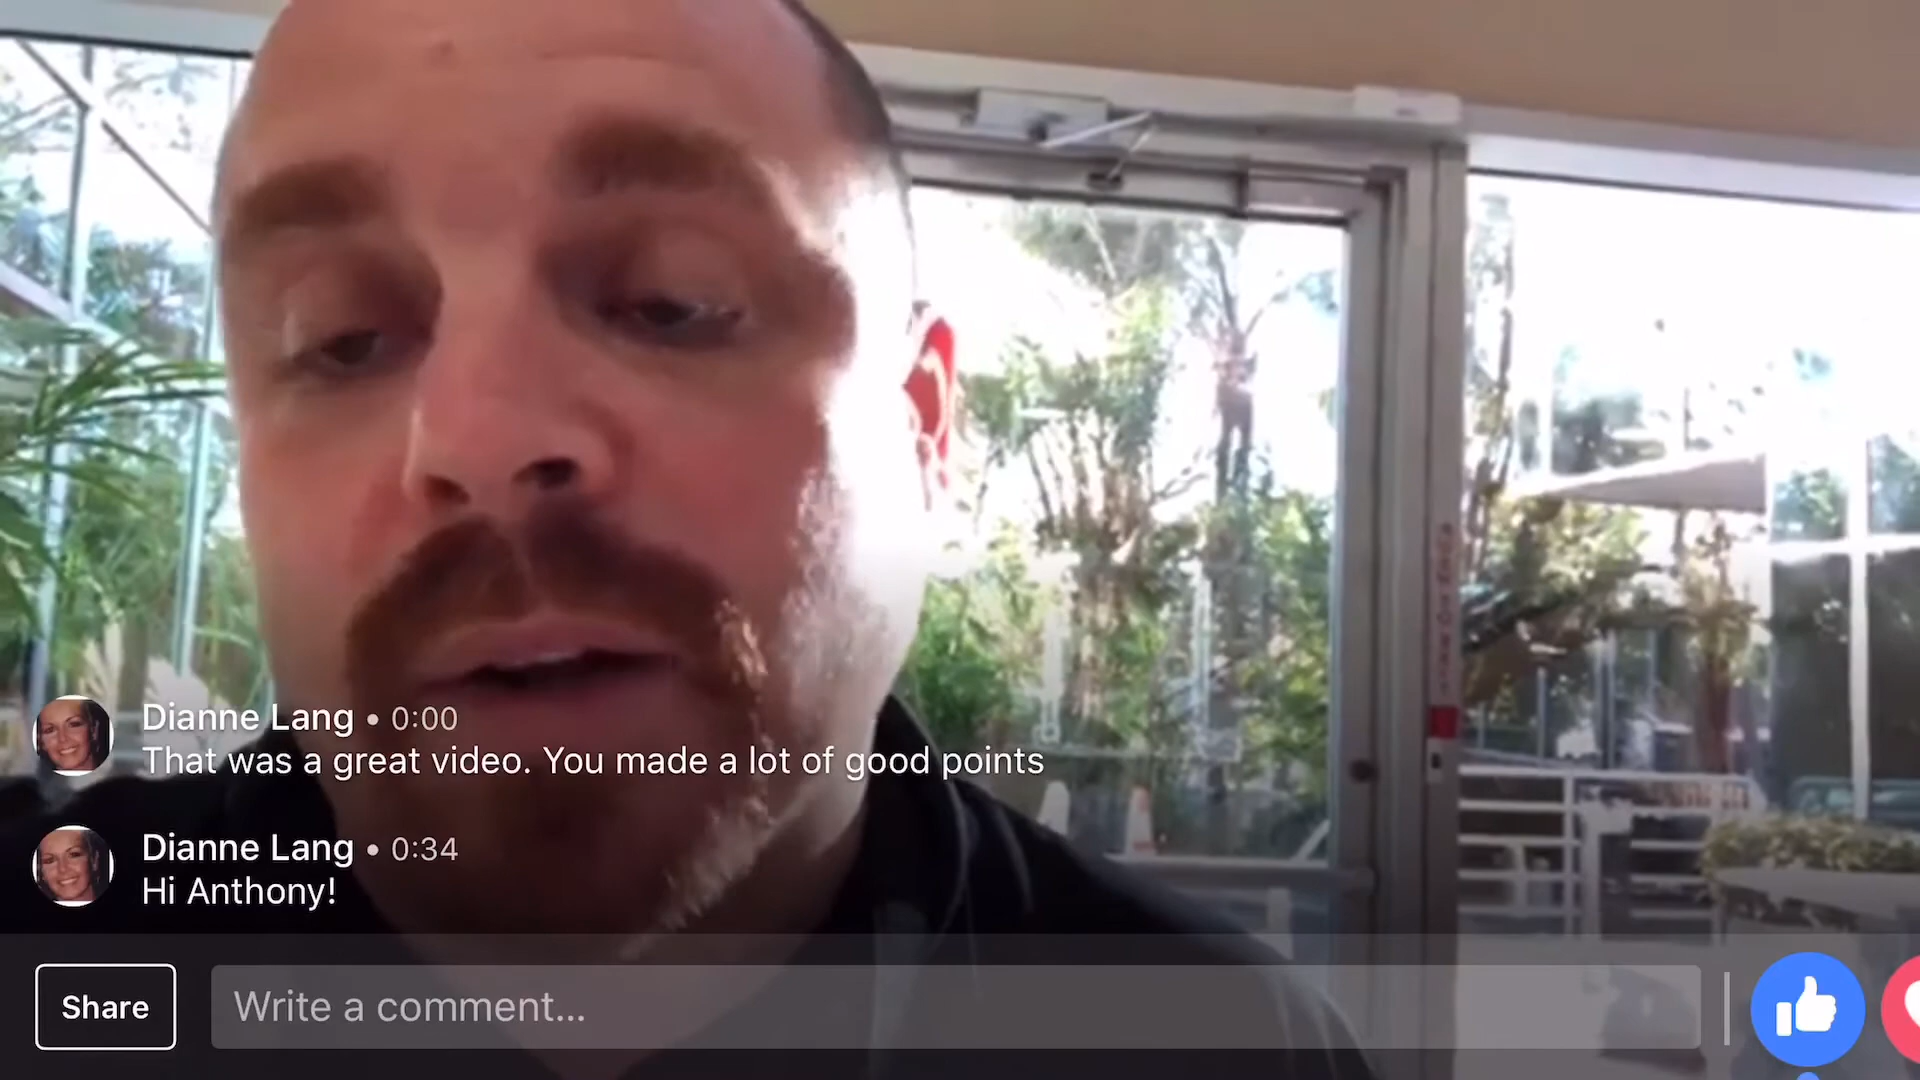 Dianne Lang • 0:00
That was a great video. You made a lot of good points
Dianne Lang • 0:34
Hi Anthony!
Share
Write a comment...